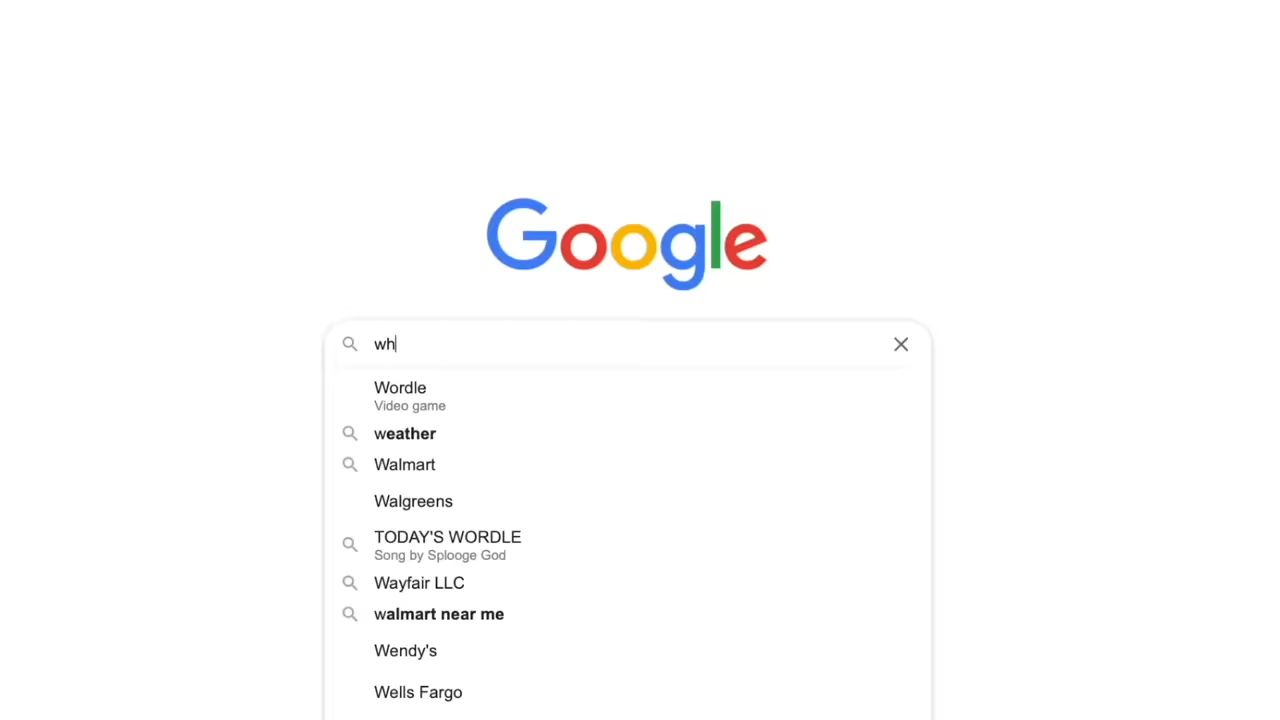 Google
wh
Wordle
Video game
weather
Walmart
Walgreens
TODAY'S WORDLE
Song by Splooge God
Wayfair LLC
walmart near me
Wendy's
Wells Fargo